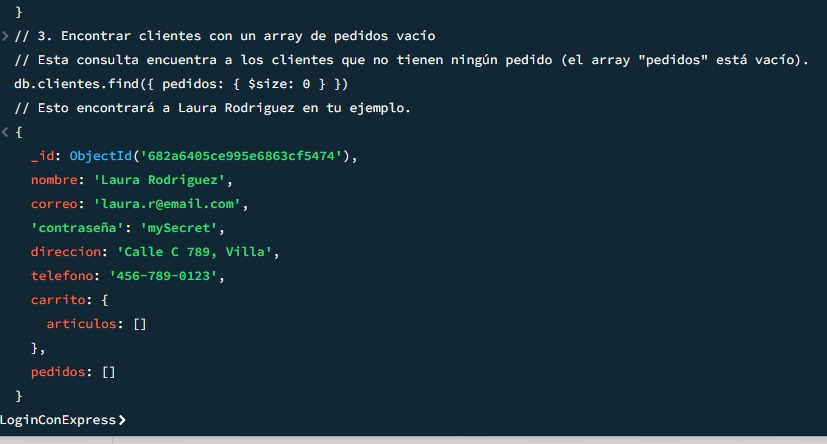 }
> // 3. Encontrar clientes con un array de pedidos vacío
// Esta consulta encuentra a los clientes que no tienen ningún pedido (el array "pedidos" está vacío).
db.clientes.find({ pedidos: { $size: 0 } })
// Esto encontrará a Laura Rodriguez en tu ejemplo.
< {
_id: ObjectId('682a6405ce995e6863cf5474'),
nombre: 'Laura Rodriguez',
correo: 'laura.r@email.com',
'contraseña': 'mySecret',
direccion: 'Calle C 789, Villa',
telefono: '456-789-0123',
carrito: {
articulos: []
},
pedidos: []
}
LoginConExpress>